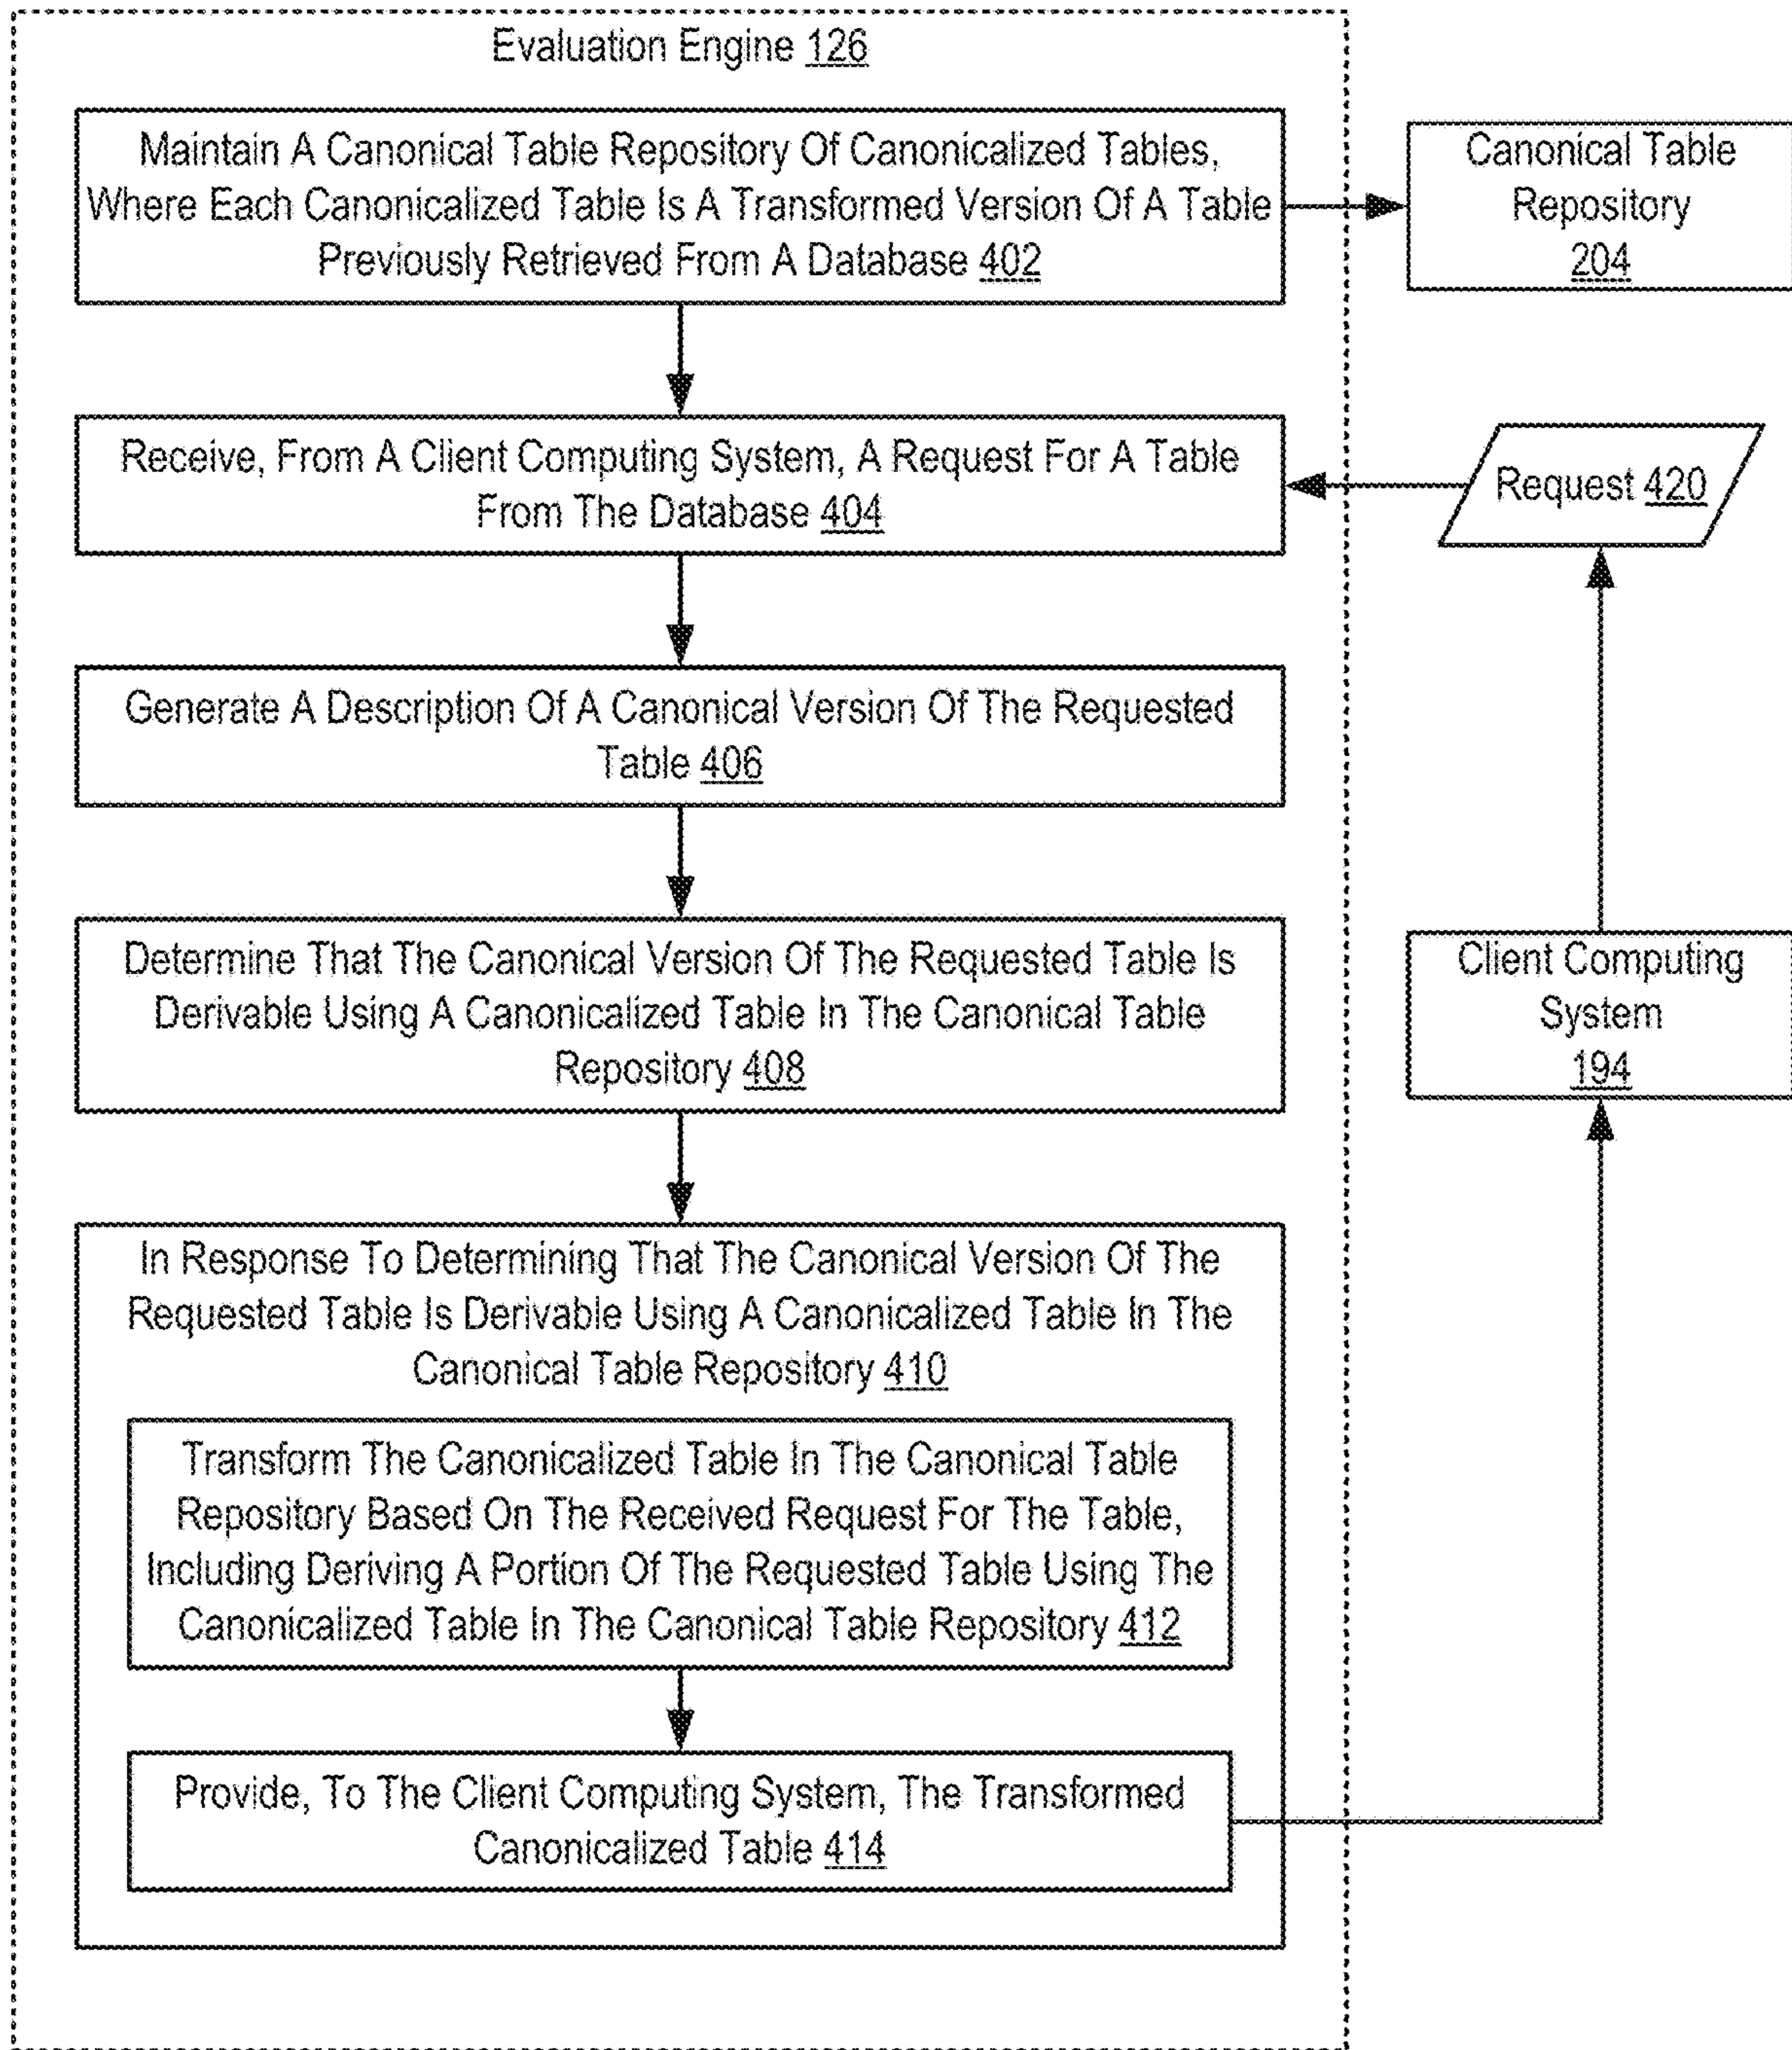 Evaluation Engine 126
Maintain A Canonical Table Repository Of Canonicalized Tables,
Where Each Canonicalized Table Is A Transformed Version Of A Table
Previously Retrieved From A Database 402
Canonical Table
Repository
204
Receive, From A Client Computing System, A Request For A Table
From The Database 404
Request 420
Generate A Description Of A Canonical Version Of The Requested
Table 406
Determine That The Canonical Version Of The Requested Table Is
Derivable Using A Canonicalized Table In The Canonical Table
Repository 408
Client Computing
System
194
In Response To Determining That The Canonical Version Of The
Requested Table Is Derivable Using A Canonicalized Table In The
Canonical Table Repository 410
Transform The Canonicalized Table In The Canonical Table
Repository Based On The Received Request For The Table,
Including Deriving A Portion Of The Requested Table Using The
Canonicalized Table In The Canonical Table Repository 412
Provide, To The Client Computing System, The Transformed
Canonicalized Table 414